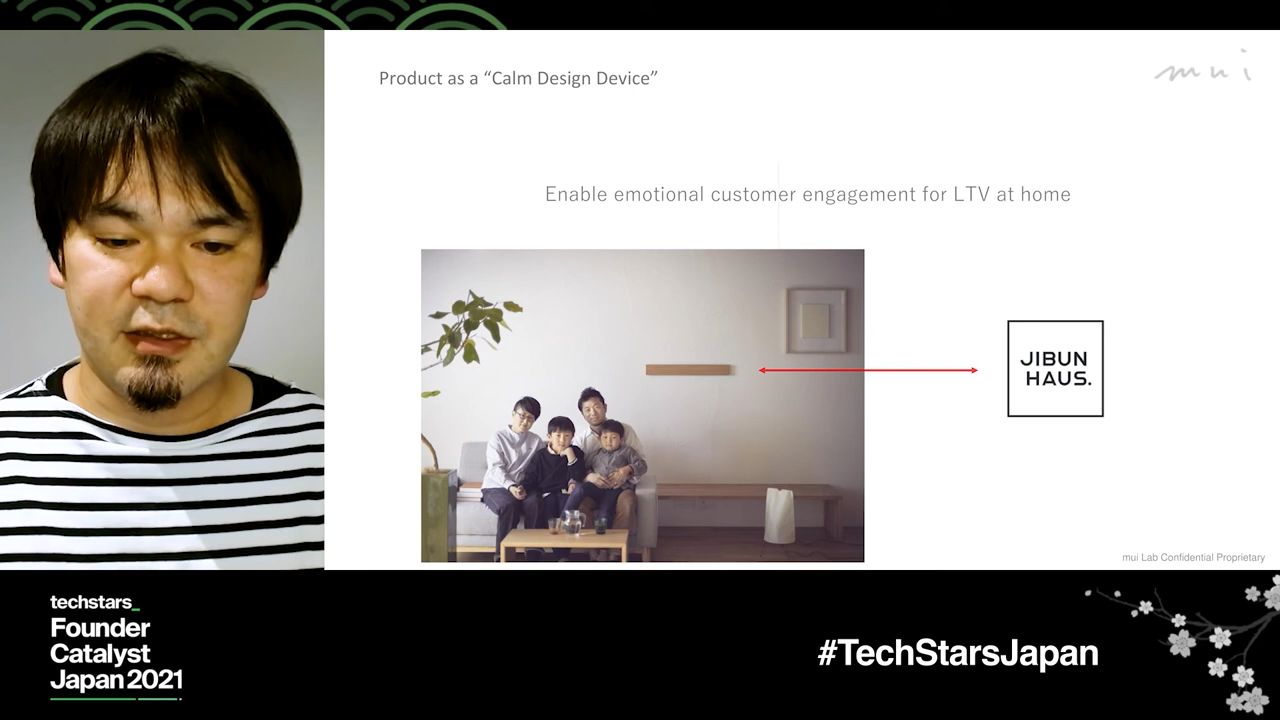 Product as a “Calm Design Device”
mui
Enable emotional customer engagement for LTV at home
JIBUN
HAUS.
mui Lab Confidential Proprietary
techstars_
Founder
Catalyst
Japan 2021
#TechStarsJapan